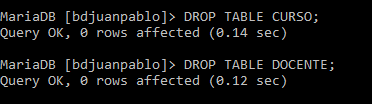 MariaDB [bdjuanpablo]> DROP TABLE CURSO;
Query OK, 0 rows affected (0.14 sec)
MariaDB [bdjuanpablo]> DROP TABLE DOCENTE;
Query OK, 0 rows affected (0.12 sec)